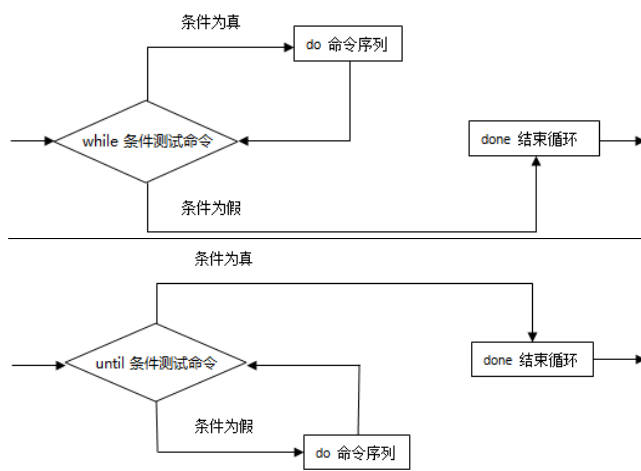 条件为真
do 命令序列
while 条件测试命令
done 结束循环
条件为假
条件为真
until 条件测试命令
done 结束循环
条件为假
do 命令序列